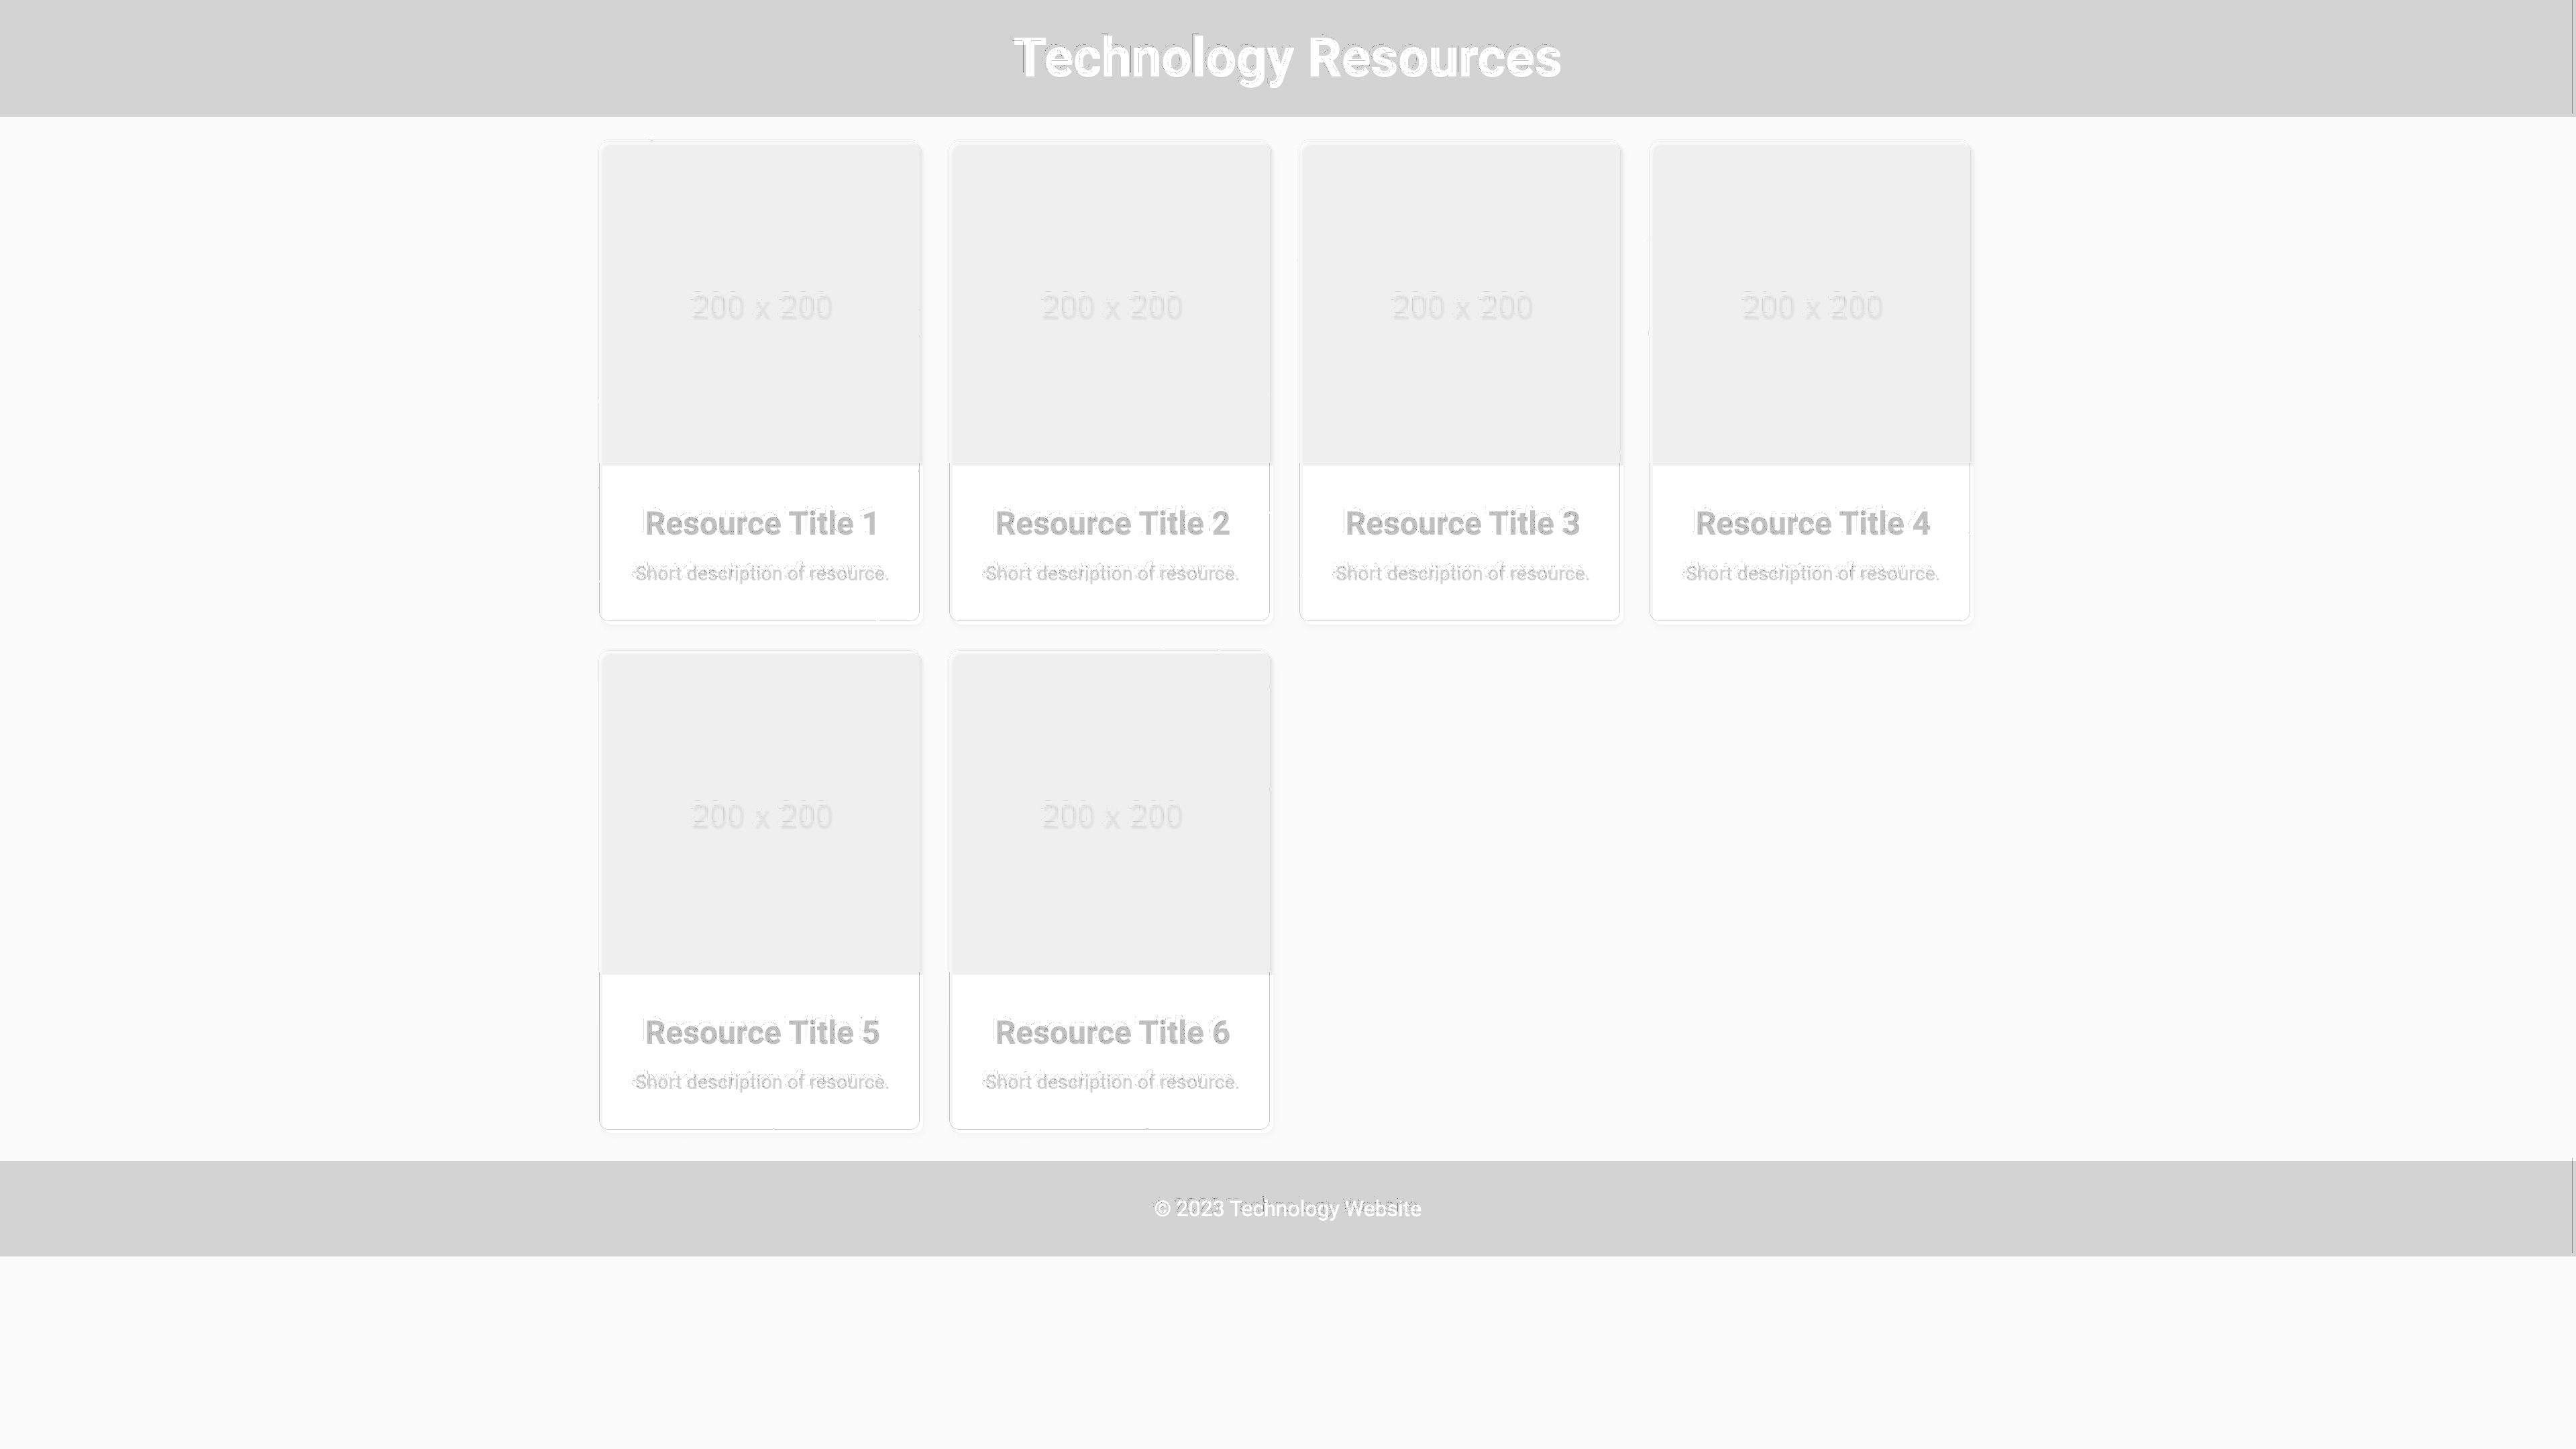 Technology Resources
200 x 200
200 x 200
200 x 200
200 x 200
Resource Title 1
Short description of resource.
Resource Title 2
Short description of resource.
Resource Title 3
Short description of resource.
Resource Title 4
Short description of resource.
200 x 200
200 x 200
Resource Title 5
Short description of resource.
Resource Title 6
Short description of resource.
© 2023 Technology Website